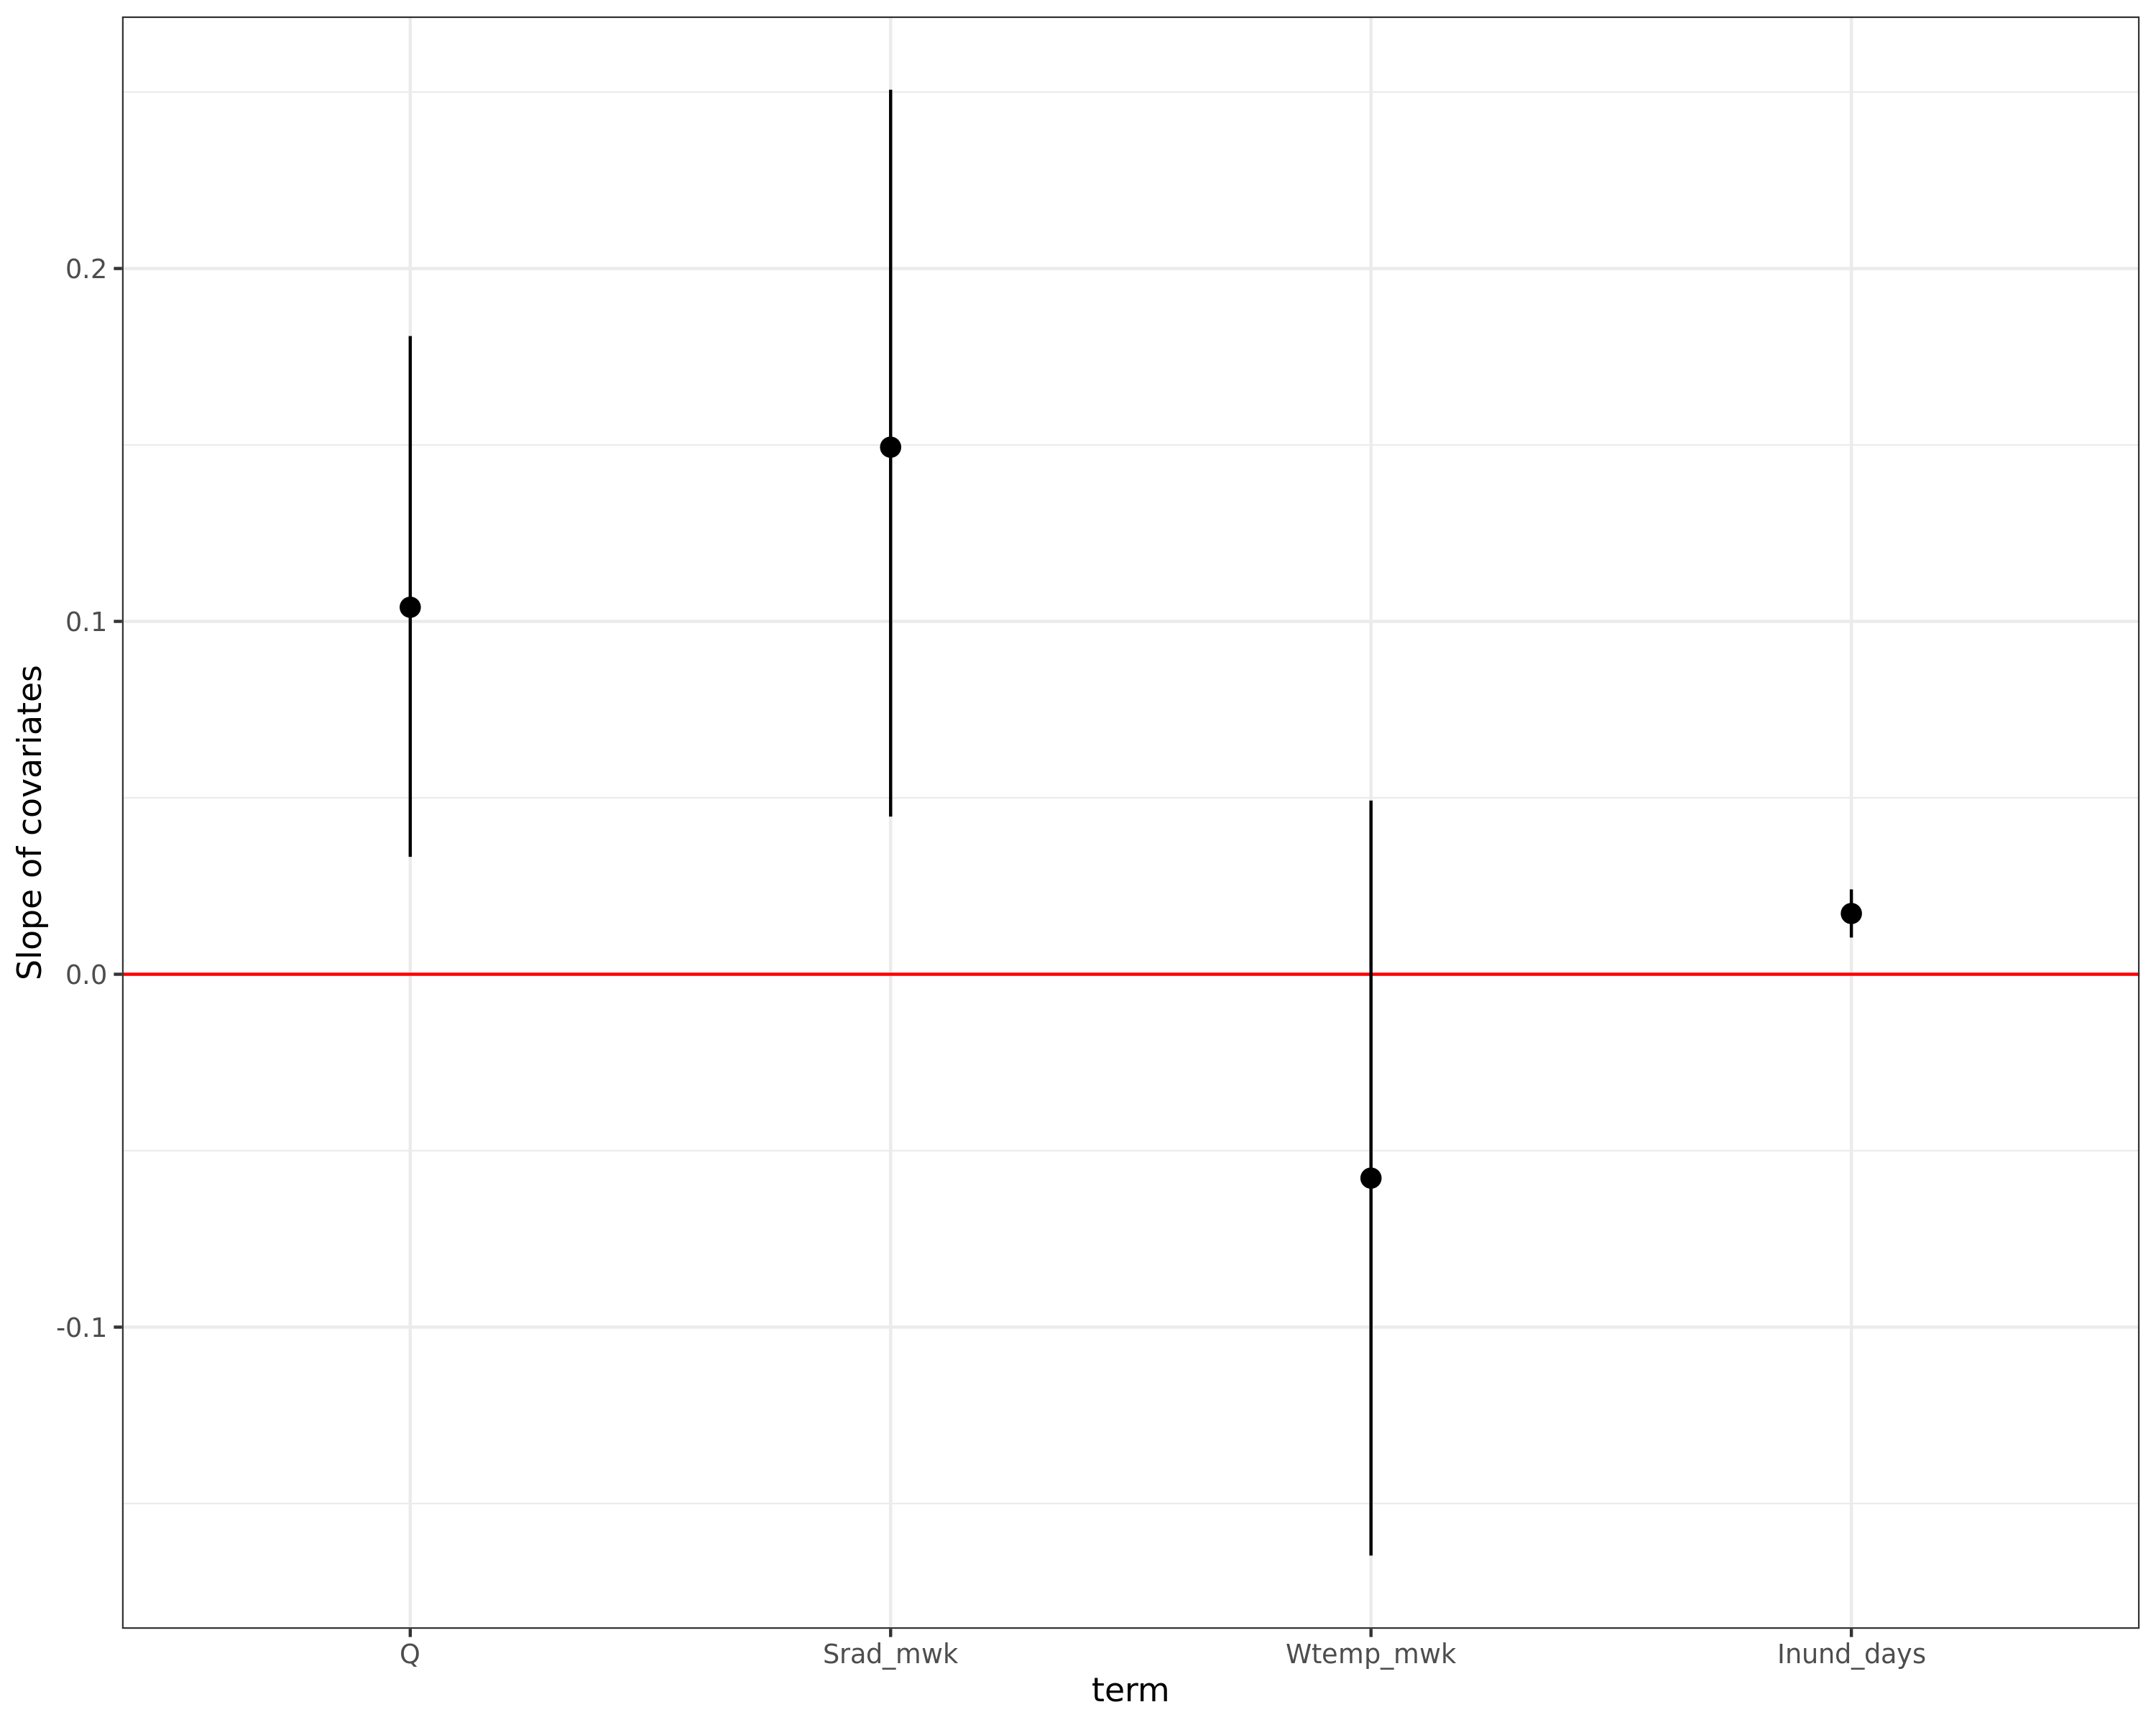 Slope of covariates
0.2
0.1
0.0
-0.1
Q Srad_mwk Wtemp_mwk Inund_days
term